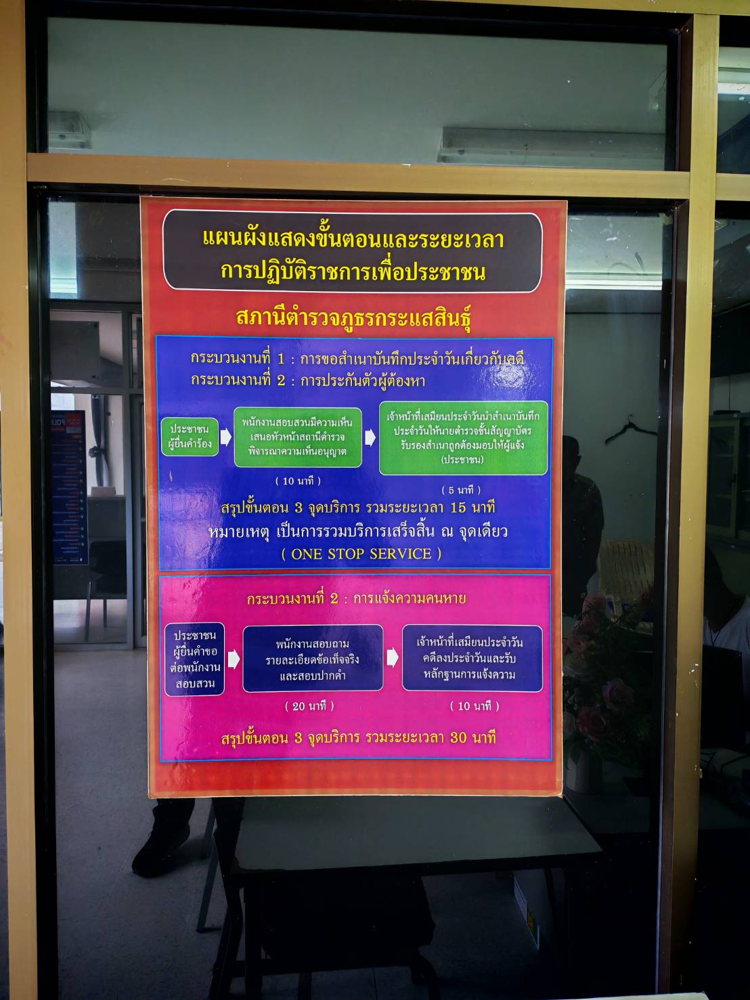 แผนผังแสดงขั้นตอนและระยะเวลา
การปฏิบัติราชการเพื่อประชาชน
สภานีตำรวจภูธรกระแสสินธุ์
กระบวนงานที่ 1 : การขอสำเนาบันทึกประจำวันเกี่ยวกับคดี
กระบวนงานที่ 2 : การประกันตัวผู้ต้องหา
ประชาชน
ผู้ยื่นคำร้อง
พนักงานสอบสวนมีความเห็น
เสนอหัวหน้าสถานีตำรวจ
พิจารณาความเห็นอนุญาต
( 10 นาที )
เจ้าหน้าที่เสมียนประจำวันนำสำเนาบันทึก
ประจำวันให้นายตำรวจชั้นสัญญาบัตร
รับรองสำเนาถูกต้องมอบให้ผู้แจ้ง
(ประชาชน)
( 5 นาที )
สรุปขั้นตอน 3 จุดบริการ รวมระยะเวลา 15 นาที
หมายเหตุ เป็นการรวมบริการเสร็จสิ้น ณ จุดเดียว
( ONE STOP SERVICE )
กระบวนงานที่ 2 : การแจ้งความคนหาย
ประชาชน
ผู้ยื่นคำขอ
ต่อพนักงาน
สอบสวน
พนักงานสอบถาม
รายละเอียดข้อเท็จจริง
และสอบปากคำ
( 20 นาที )
เจ้าหน้าที่เสมียนประจำวัน
คดีลงประจำวันและรับ
หลักฐานการแจ้งความ
( 10 นาที )
สรุปขั้นตอน 3 จุดบริการ รวมระยะเวลา 30 นาที